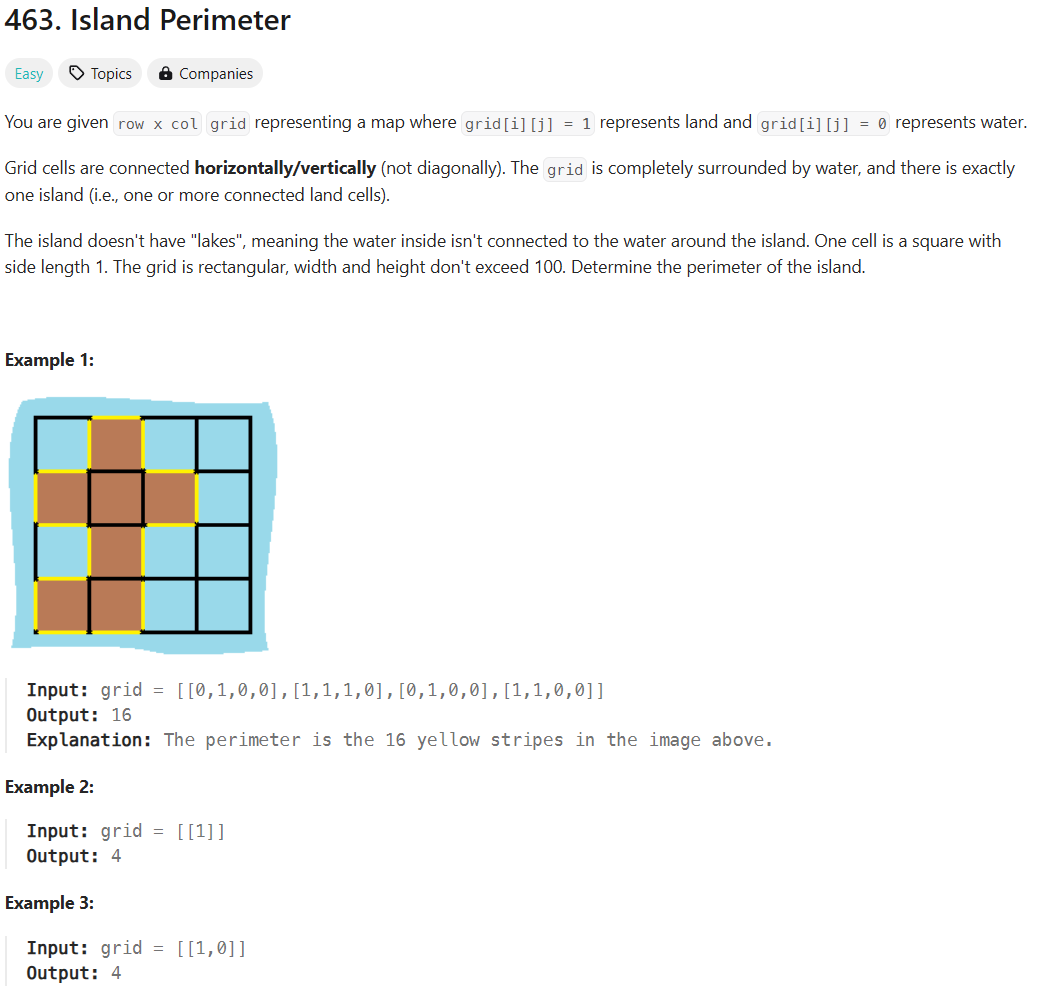 463. Island Perimeter
Easy Topics Companies
You are given row x col grid representing a map where grid[i][j] = 1 represents land and grid[i][j] = 0 represents water.
Grid cells are connected horizontally/vertically (not diagonally). The grid is completely surrounded by water, and there is exactly
one island (i.e., one or more connected land cells).
The island doesn't have "lakes", meaning the water inside isn't connected to the water around the island. One cell is a square with
side length 1. The grid is rectangular, width and height don't exceed 100. Determine the perimeter of the island.
Example 1:
Input: grid = [[0,1,0,0],[1,1,1,0],[0,1,0,0],[1,1,0,0]]
Output: 16
Explanation: The perimeter is the 16 yellow stripes in the image above.
Example 2:
Input: grid = [[1]]
Output: 4
Example 3:
Input: grid = [[1,0]]
Output: 4